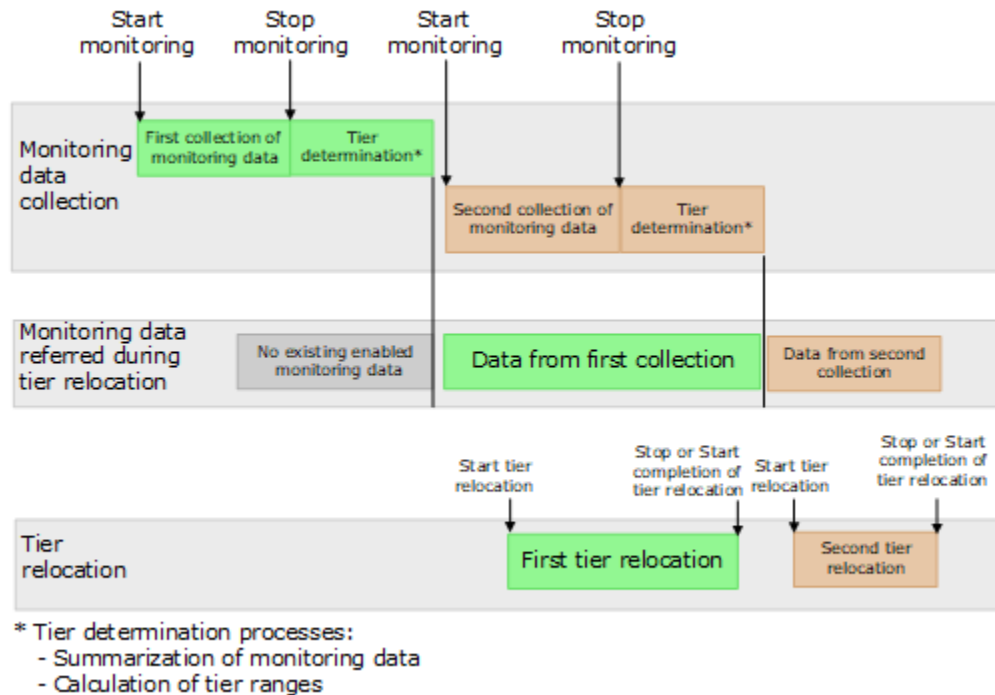 Start
monitoring
Stop
monitoring
Start
monitoring
Stop
monitoring
Monitoring
data
collection
First collection of
monitoring data
Tier
determination*
Second collection of
monitoring data
Tier
determination*
Monitoring data
referred during
tier relocation
No existing enabled
monitoring data
Data from first collection
Data from second
collection
Start tier
relocation
Stop or Start
completion of
tier relocation
Start tier
relocation
Stop or Start
completion of
tier relocation
Tier
relocation
First tier relocation
Second tier
relocation
* Tier determination processes:
- Summarization of monitoring data
- Calculation of tier ranges